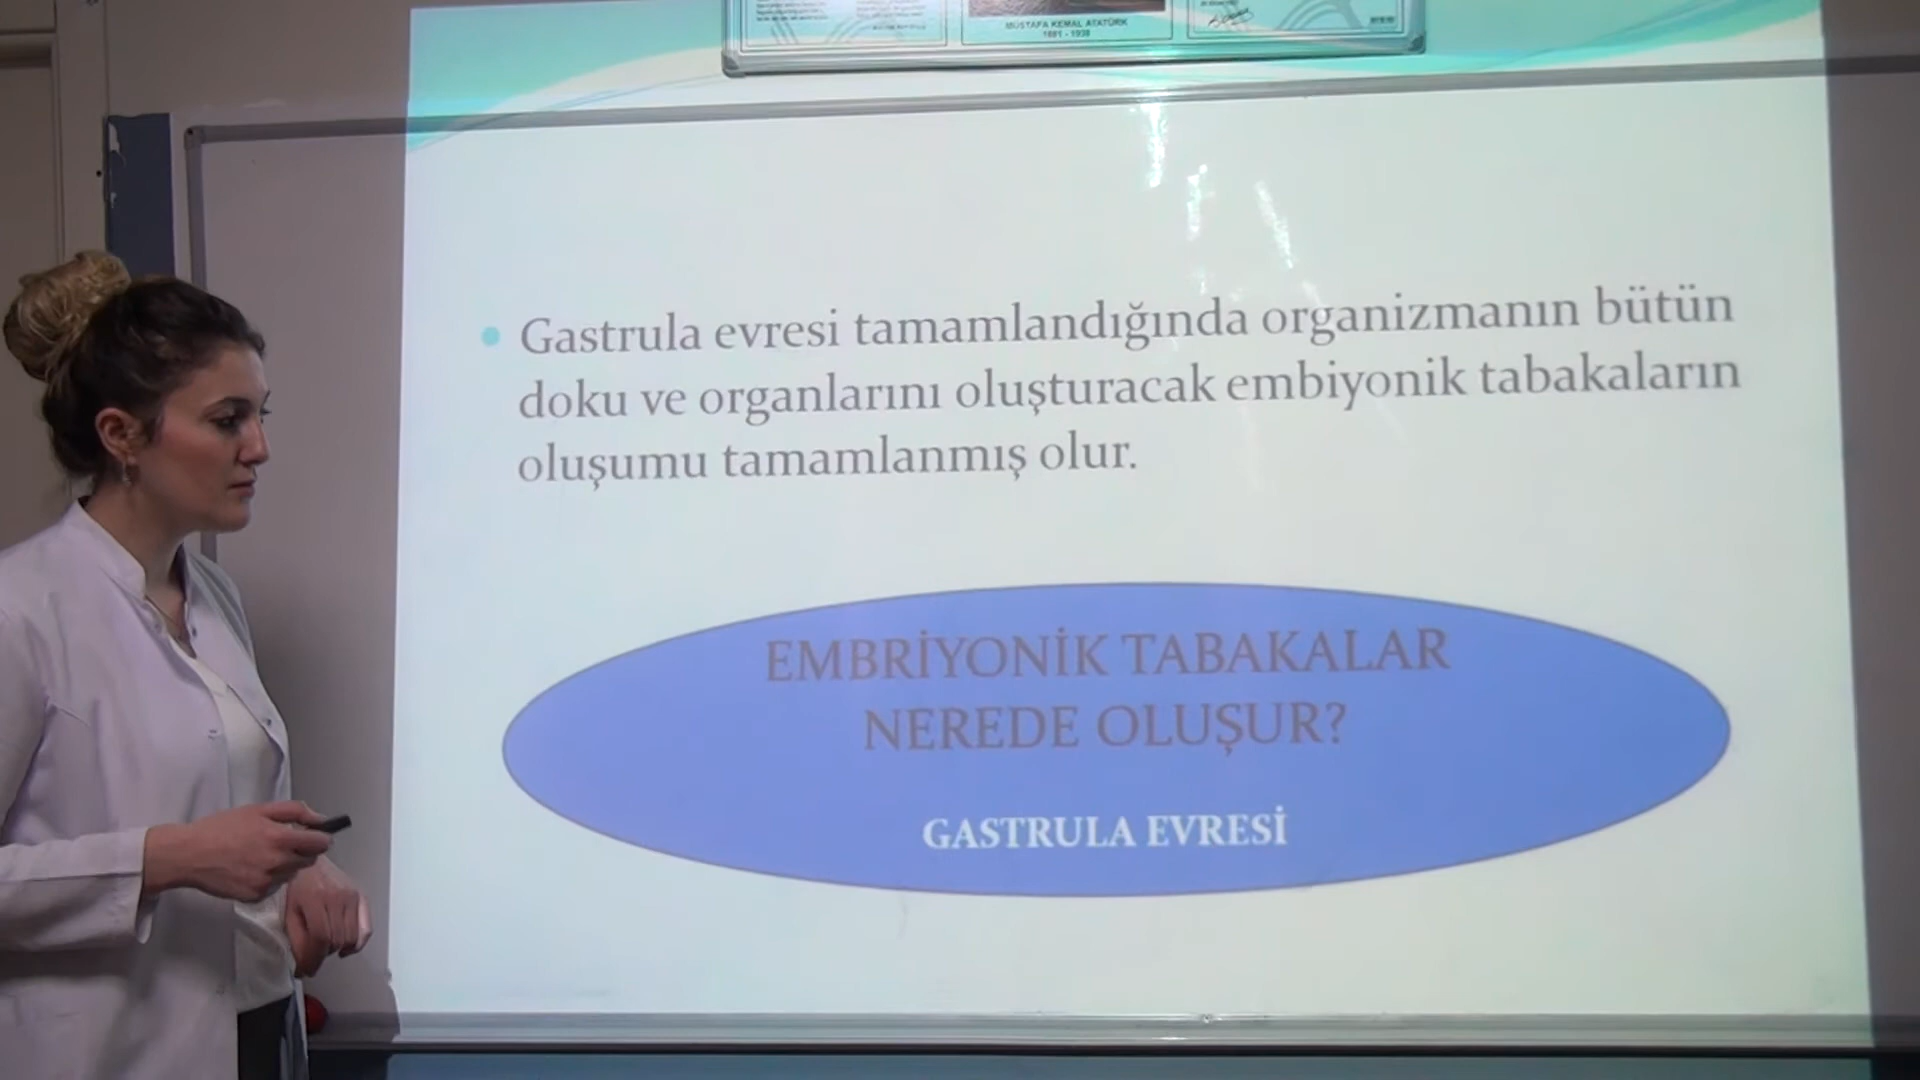 MUSTAFA KEMAL ATATÜRK
1881 - 1938
Gastrula evresi tamamlandığında organizmanın bütün
doku ve organlarını oluşturacak embiyonik tabakaların
oluşumu tamamlanmış olur.
EMBRİYONİK TABAKALAR
NEREDE OLUŞUR?
GASTRULA EVRESİ